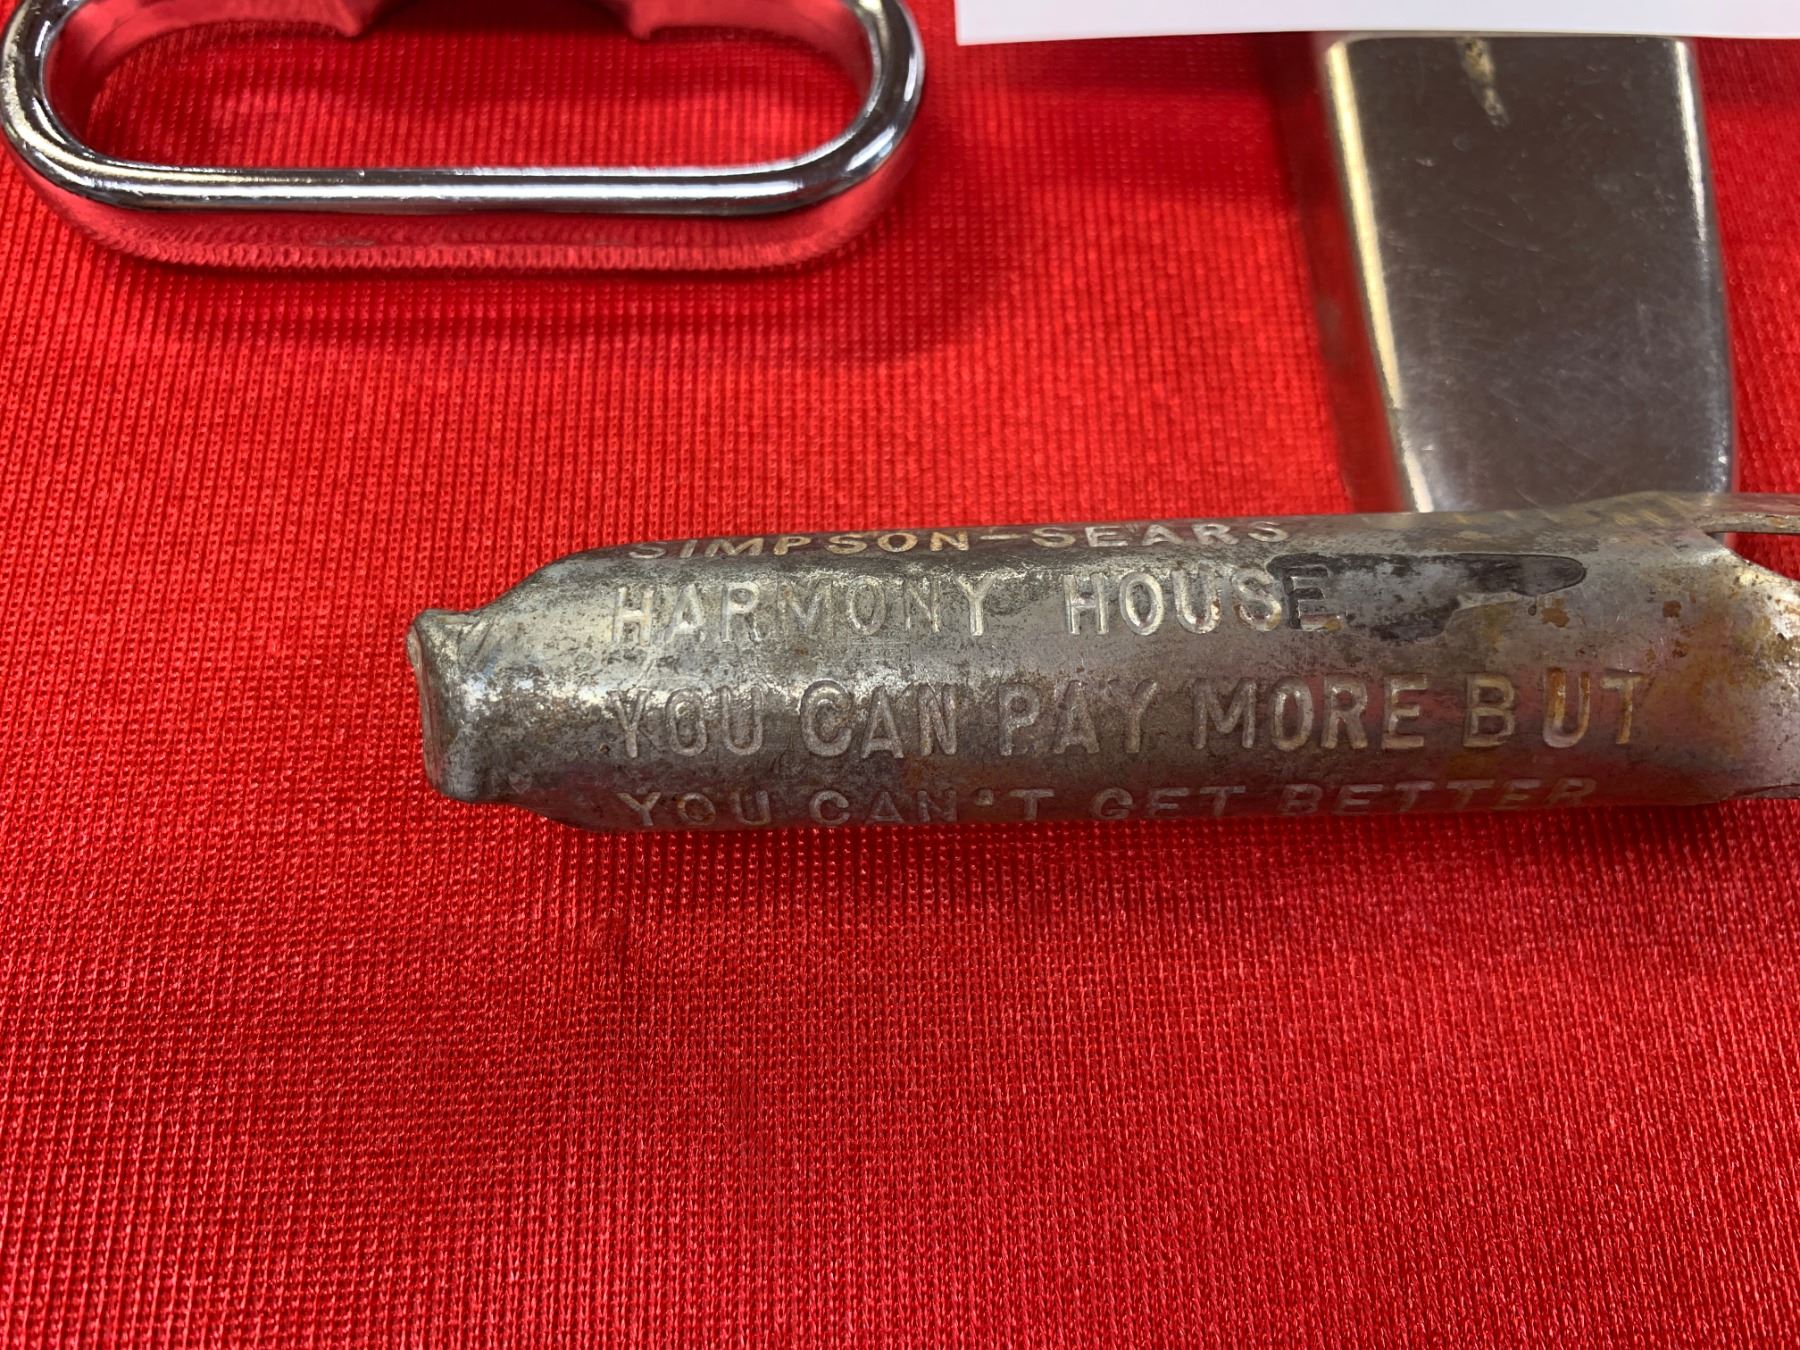 SIMPSON-SEARS
HARMONY HOUSE
YOU CAN PAY MORE BUT
YOU CAN'T GET BETTER